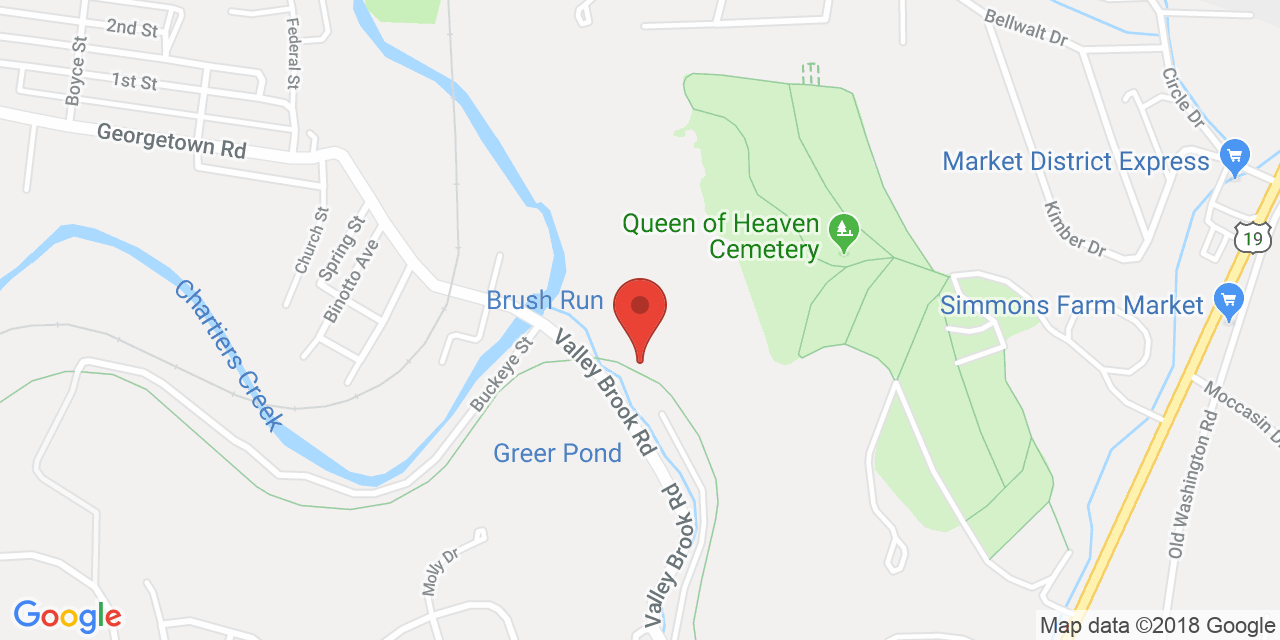 2nd St
Federal St
Bellwalt Dr
Boyce St
1st St
Circle Dr
Georgetown Rd
Market District Express
Church St
Spring St
Binotto Ave
Queen of Heaven
Cemetery
Kimber Dr
19
Chartiers Creek
Brush Run
Simmons Farm Market
Buckeye St
Valley Brook Rd
Moccasin Dr
Greer Pond
Old Washington Rd
Valley Brook Rd
Molly Dr
Google
Map data ©2018 Google